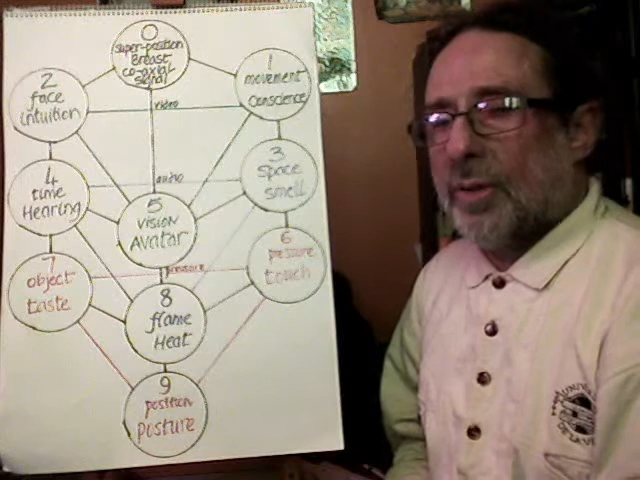 0
super-position
Breast
co-axial
signal
1
movement
conscience
2
face
intuition
video
3
space
smell
4
time
Hearing
audio
5
vision
Avatar
6
pressure
touch
7
object
taste
8
flame
Heat
9
position
posture